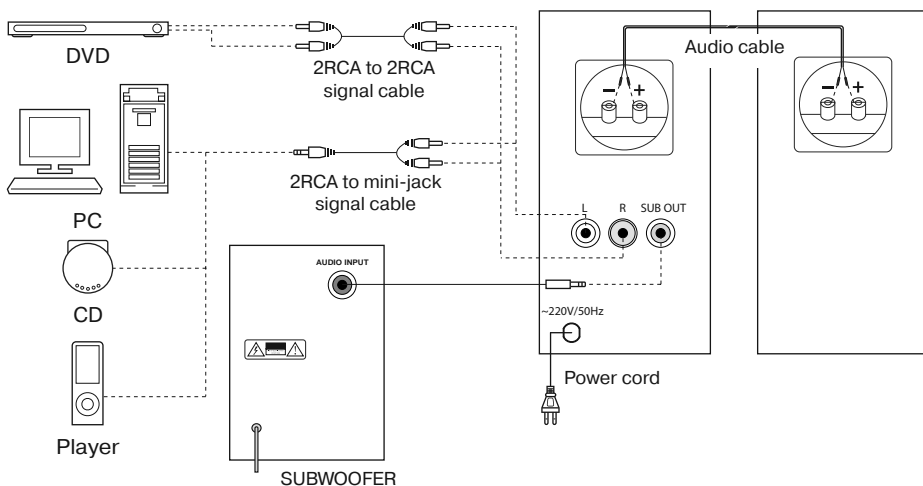 DVD
2RCA to 2RCA
signal cable
Audio cable
− +
− +
PC
2RCA to mini-jack
signal cable
L R SUB OUT
AUDIO INPUT
CD
~220V/50Hz
Power cord
Player
SUBWOOFER